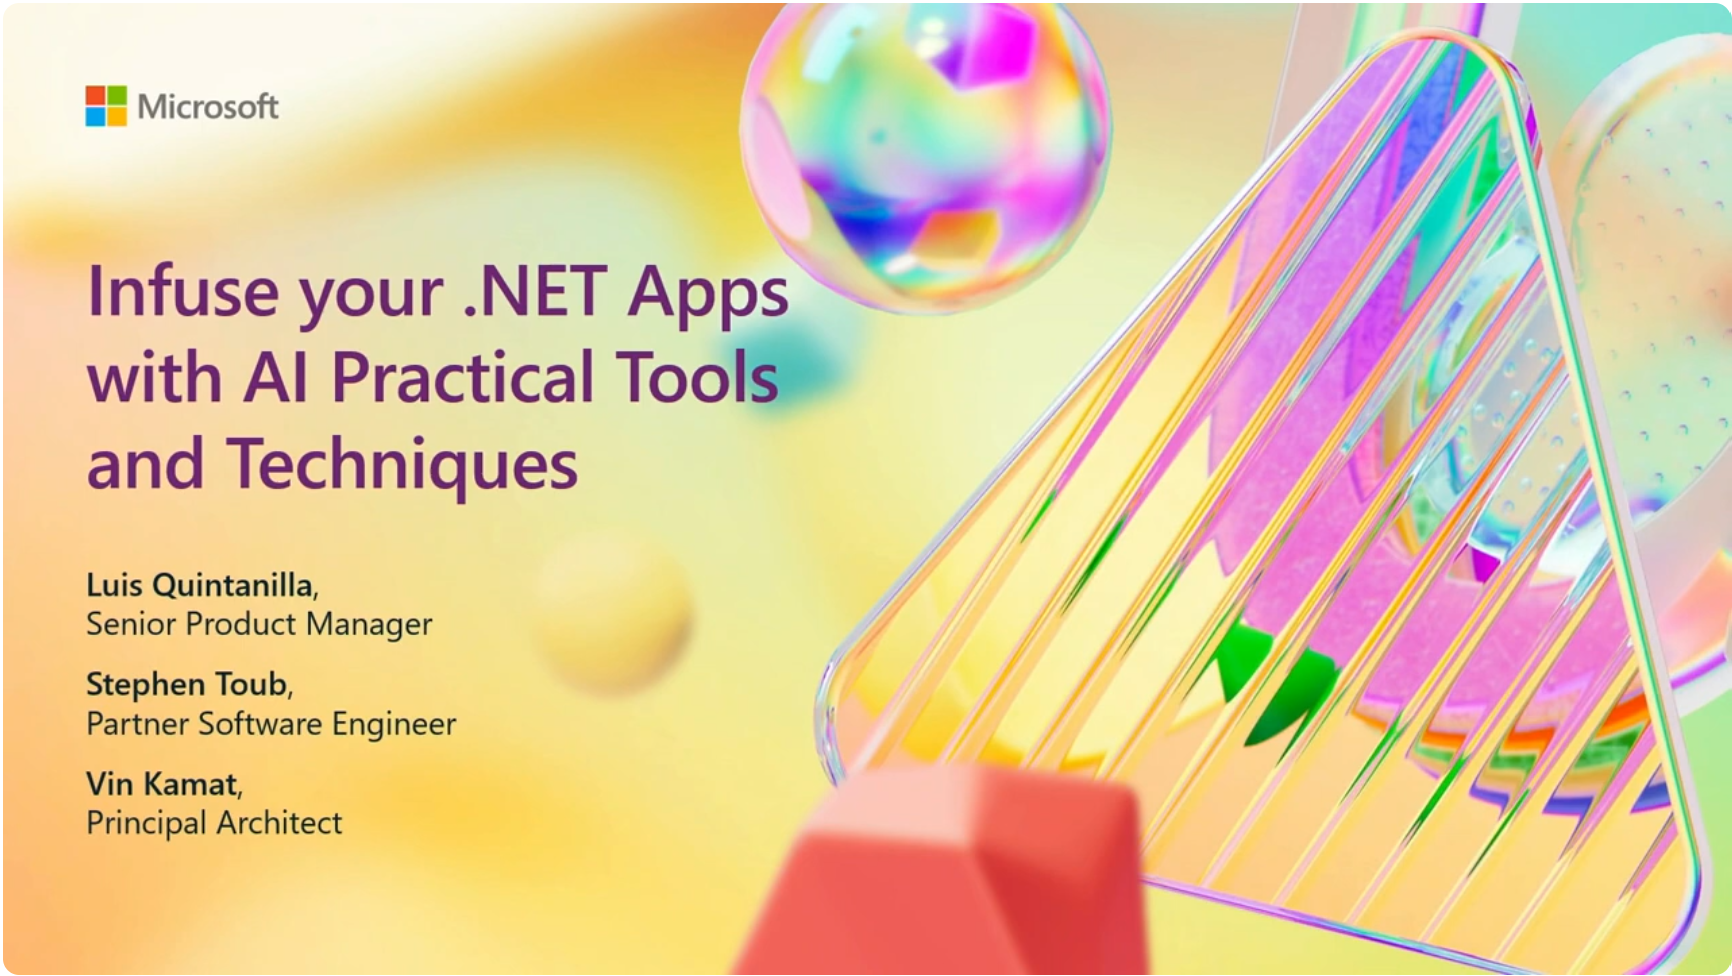 Microsoft
Infuse your .NET Apps
with AI Practical Tools
and Techniques
Luis Quintanilla,
Senior Product Manager
Stephen Toub,
Partner Software Engineer
Vin Kamat,
Principal Architect